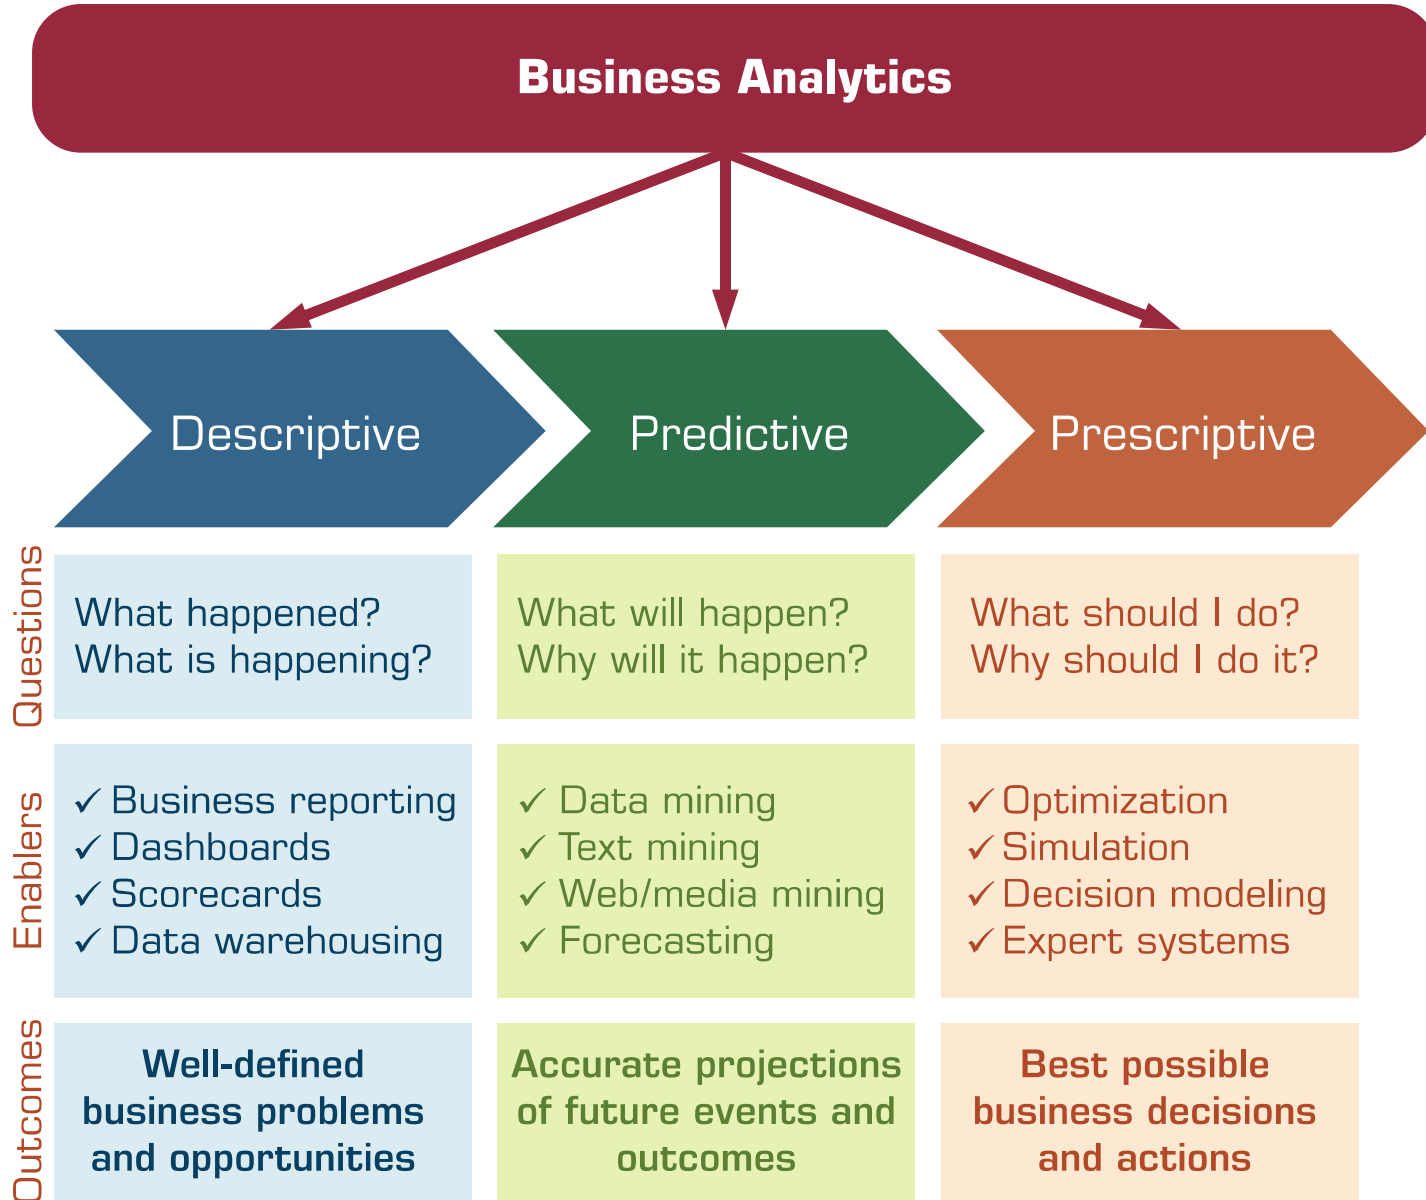 Business Analytics
Descriptive
Predictive
Prescriptive
Questions
What happened?
What is happening?
What will happen?
Why will it happen?
What should I do?
Why should I do it?
Enablers
✓ Business reporting
✓ Dashboards
✓ Scorecards
✓ Data warehousing
✓ Data mining
✓ Text mining
✓ Web/media mining
✓ Forecasting
✓ Optimization
✓ Simulation
✓ Decision modeling
✓ Expert systems
Outcomes
Well-defined
business problems
and opportunities
Accurate projections
of future events and
outcomes
Best possible
business decisions
and actions